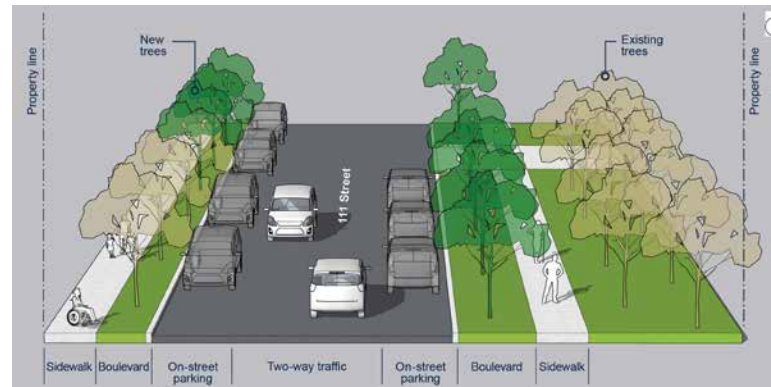 Property line
New
trees
Existing
trees
Property line
111 Street
Sidewalk
Boulevard
On-street
parking
Two-way traffic
On-street
parking
Boulevard
Sidewalk